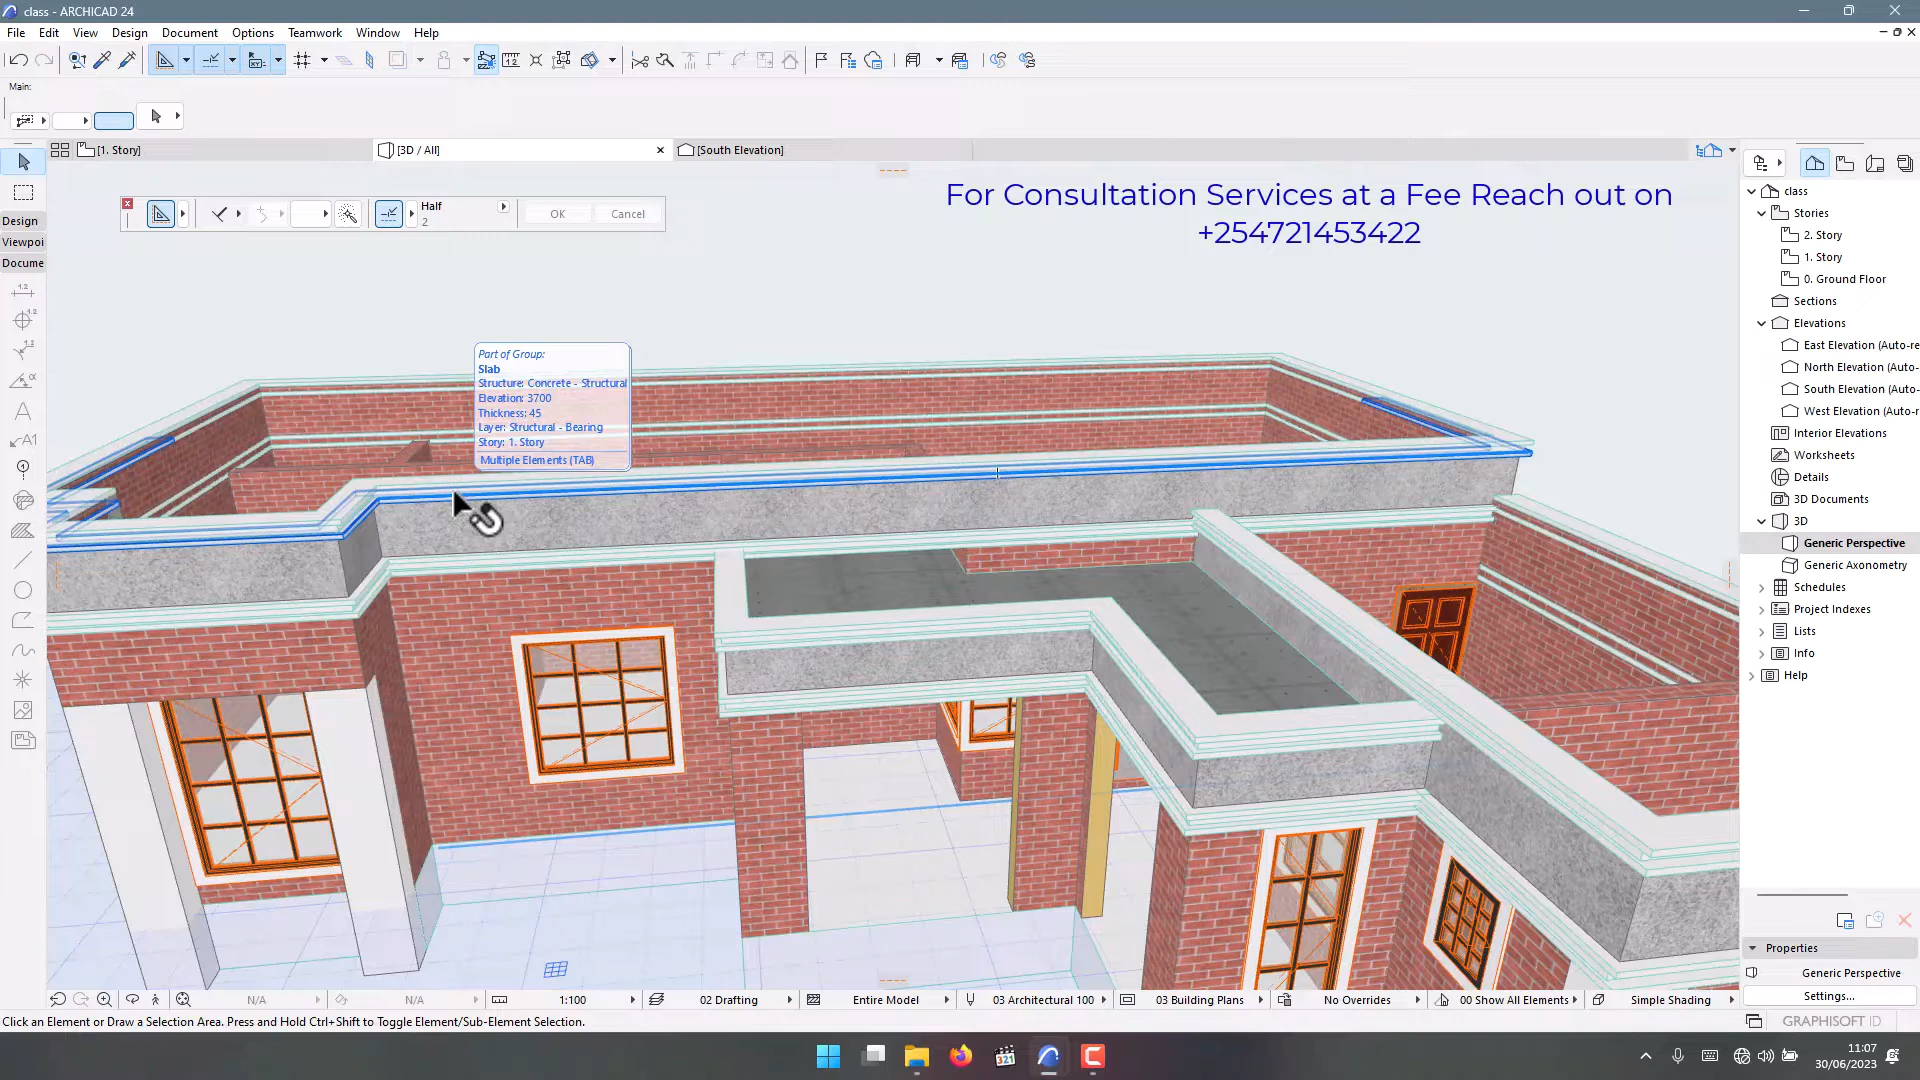 class - ARCHICAD 24
File Edit View Design Document Options Teamwork Window Help
Main:
[1. Story]
[3D / All]
[South Elevation]
For Consultation Services at a Fee Reach out on
+254721453422
Half
2
OK
Cancel
Design
Viewpoi
Docume
Part of Group:
Slab
Structure: Concrete - Structural
Elevation: 3700
Thickness: 45
Layer: Structural - Bearing
Story: 1. Story
Multiple Elements (TAB)
class
Stories
2. Story
1. Story
0. Ground Floor
Sections
Elevations
East Elevation (Auto-re
North Elevation (Auto-
South Elevation (Auto-
West Elevation (Auto-r
Interior Elevations
Worksheets
Details
3D Documents
3D
Generic Perspective
Generic Axonometry
Schedules
Project Indexes
Lists
Info
Help
Properties
Generic Perspective
Settings...
N/A
N/A
1:100
02 Drafting
Entire Model
03 Architectural 100
03 Building Plans
No Overrides
00 Show All Elements
Simple Shading
Click an Element or Draw a Selection Area. Press and Hold Ctrl+Shift to Toggle Element/Sub-Element Selection.
GRAPHISOFT ID
11:07
30/06/2023